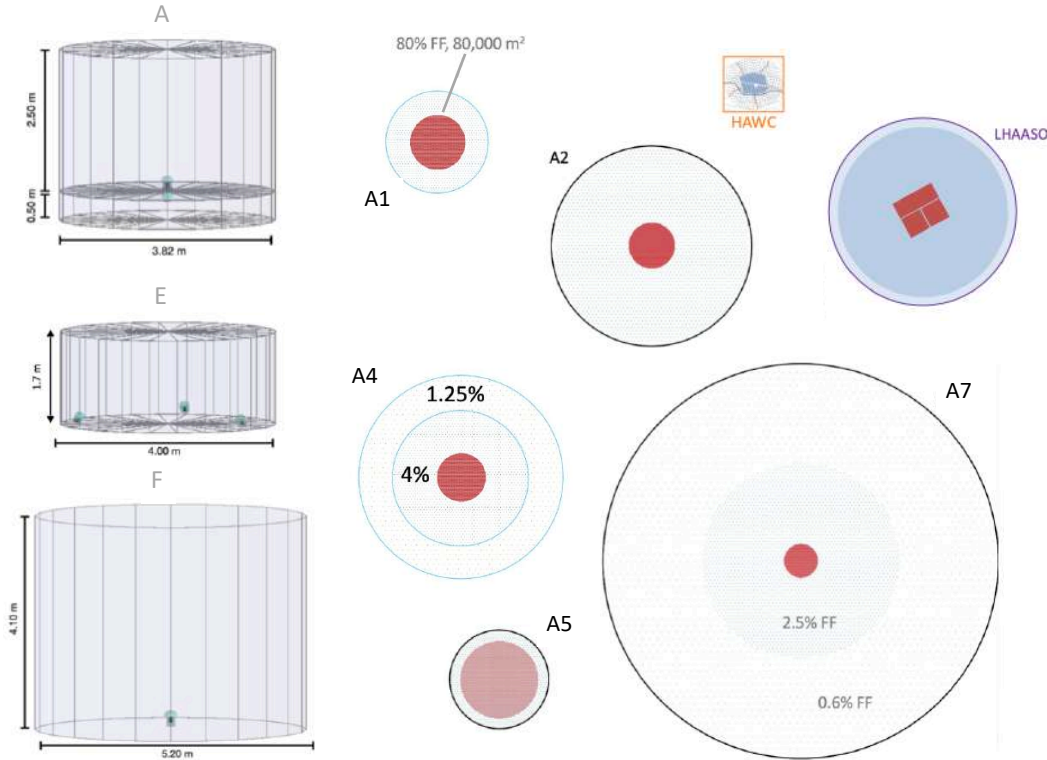 A
2.50 m
0.50 m
3.82 m
E
1.7 m
4.00 m
F
4.10 m
5.20 m
80% FF, 80,000 m²
A1
A2
HAWC
LHAASO
A4
1.25%
4%
A5
A7
2.5% FF
0.6% FF